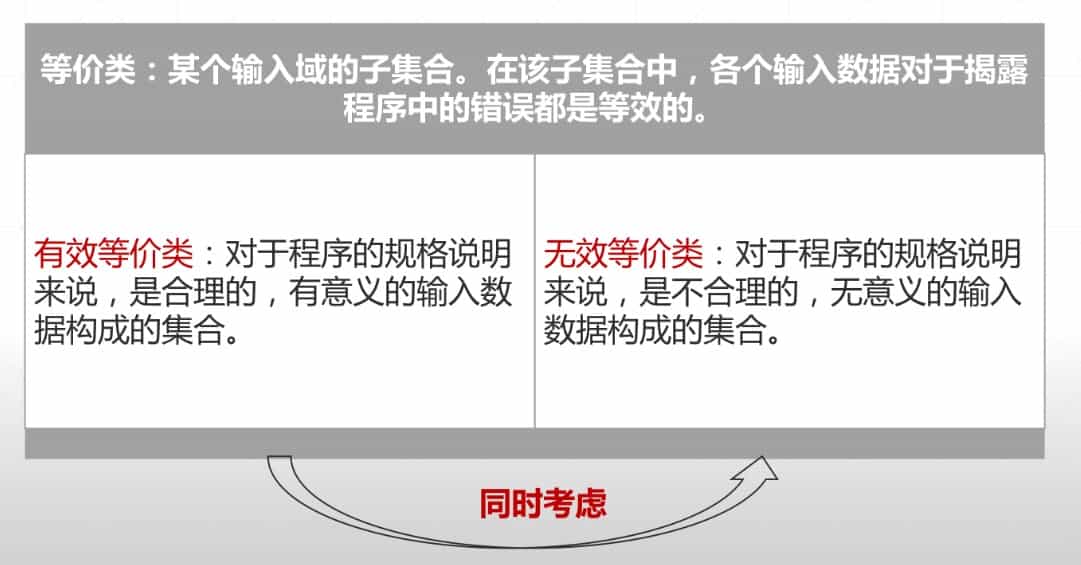 等价类：某个输入域的子集合。在该子集合中，各个输入数据对于揭露
程序中的错误都是等效的。
有效等价类：对于程序的规格说明
来说，是合理的，有意义的输入数
据构成的集合。
无效等价类：对于程序的规格说明
来说，是不合理的，无意义的输入
数据构成的集合。
同时考虑